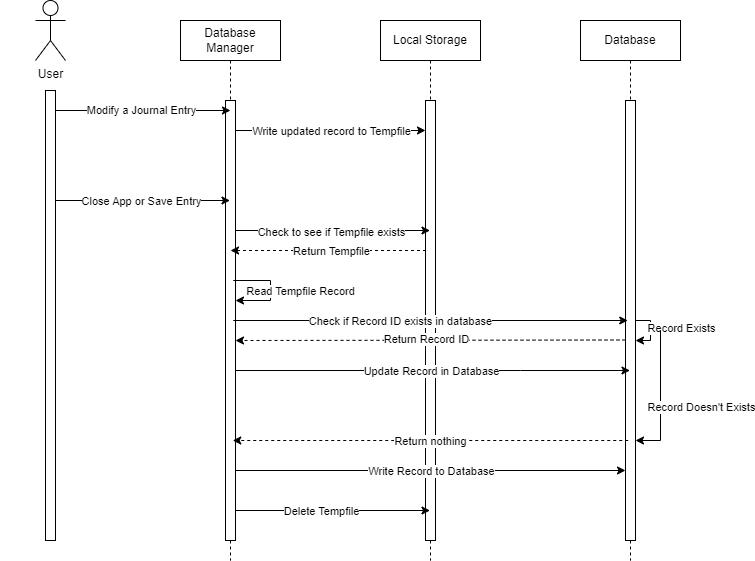 Database
Manager
Local Storage
Database
User
Modify a Journal Entry
Write updated record to Tempfile
Close App or Save Entry
Check to see if Tempfile exists
Return Tempfile
Read Tempfile Record
Check if Record ID exists in database
Record Exists
Return Record ID
Update Record in Database
Record Doesn't Exists
Return nothing
Write Record to Database
Delete Tempfile